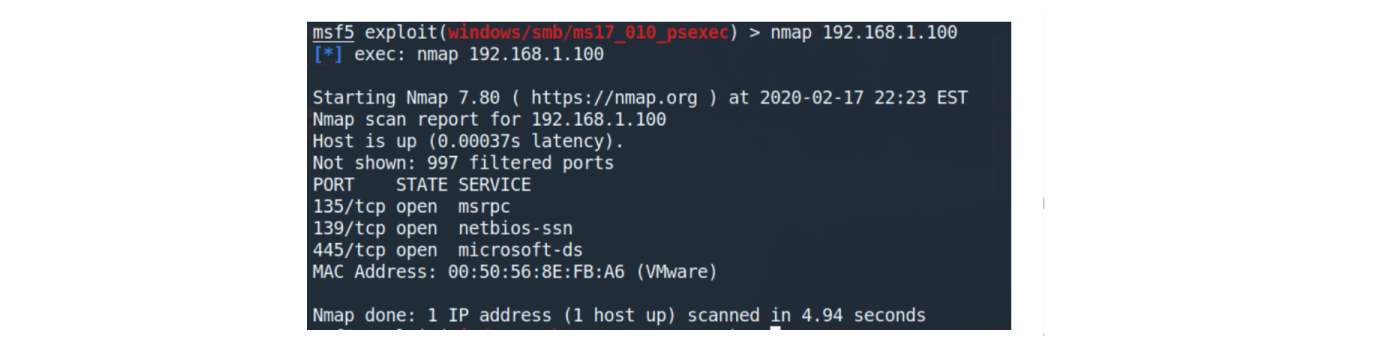 msf5 exploit(windows/smb/ms17_010_psexec) > nmap 192.168.1.100
[*] exec: nmap 192.168.1.100
Starting Nmap 7.80 ( https://nmap.org ) at 2020-02-17 22:23 EST
Nmap scan report for 192.168.1.100
Host is up (0.00037s latency).
Not shown: 997 filtered ports
PORT    STATE SERVICE
135/tcp open  msrpc
139/tcp open  netbios-ssn
445/tcp open  microsoft-ds
MAC Address: 00:50:56:8E:FB:A6 (VMware)
Nmap done: 1 IP address (1 host up) scanned in 4.94 seconds